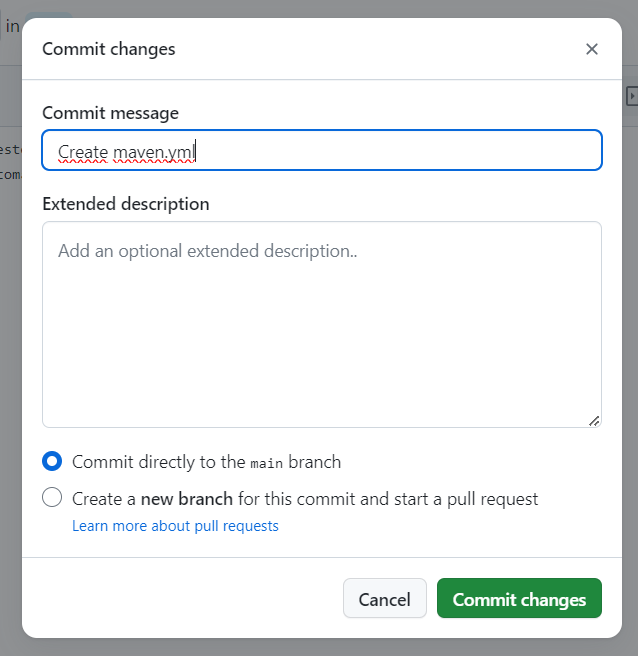 in
Commit changes
Commit message
Create maven.yml
Extended description
Add an optional extended description..
Commit directly to the main branch
Create a new branch for this commit and start a pull request
Learn more about pull requests
Cancel
Commit changes